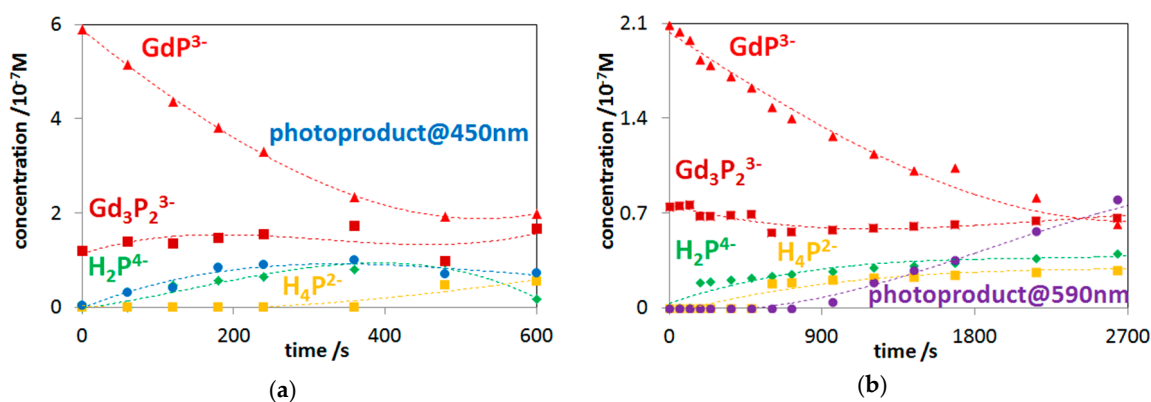 concentration /10⁻⁷M
6
4
2
0
GdP³⁻
photoproduct@450nm
Gd₃P₂³⁻
H₂P⁴⁻
H₄P²⁻
0
200
400
600
time /s
(a)
concentration /10⁻⁷M
2.1
1.4
0.7
0
GdP³⁻
Gd₃P₂³⁻
H₂P⁴⁻
H₄P²⁻
photoproduct@590nm
0
900
1800
2700
time /s
(b)